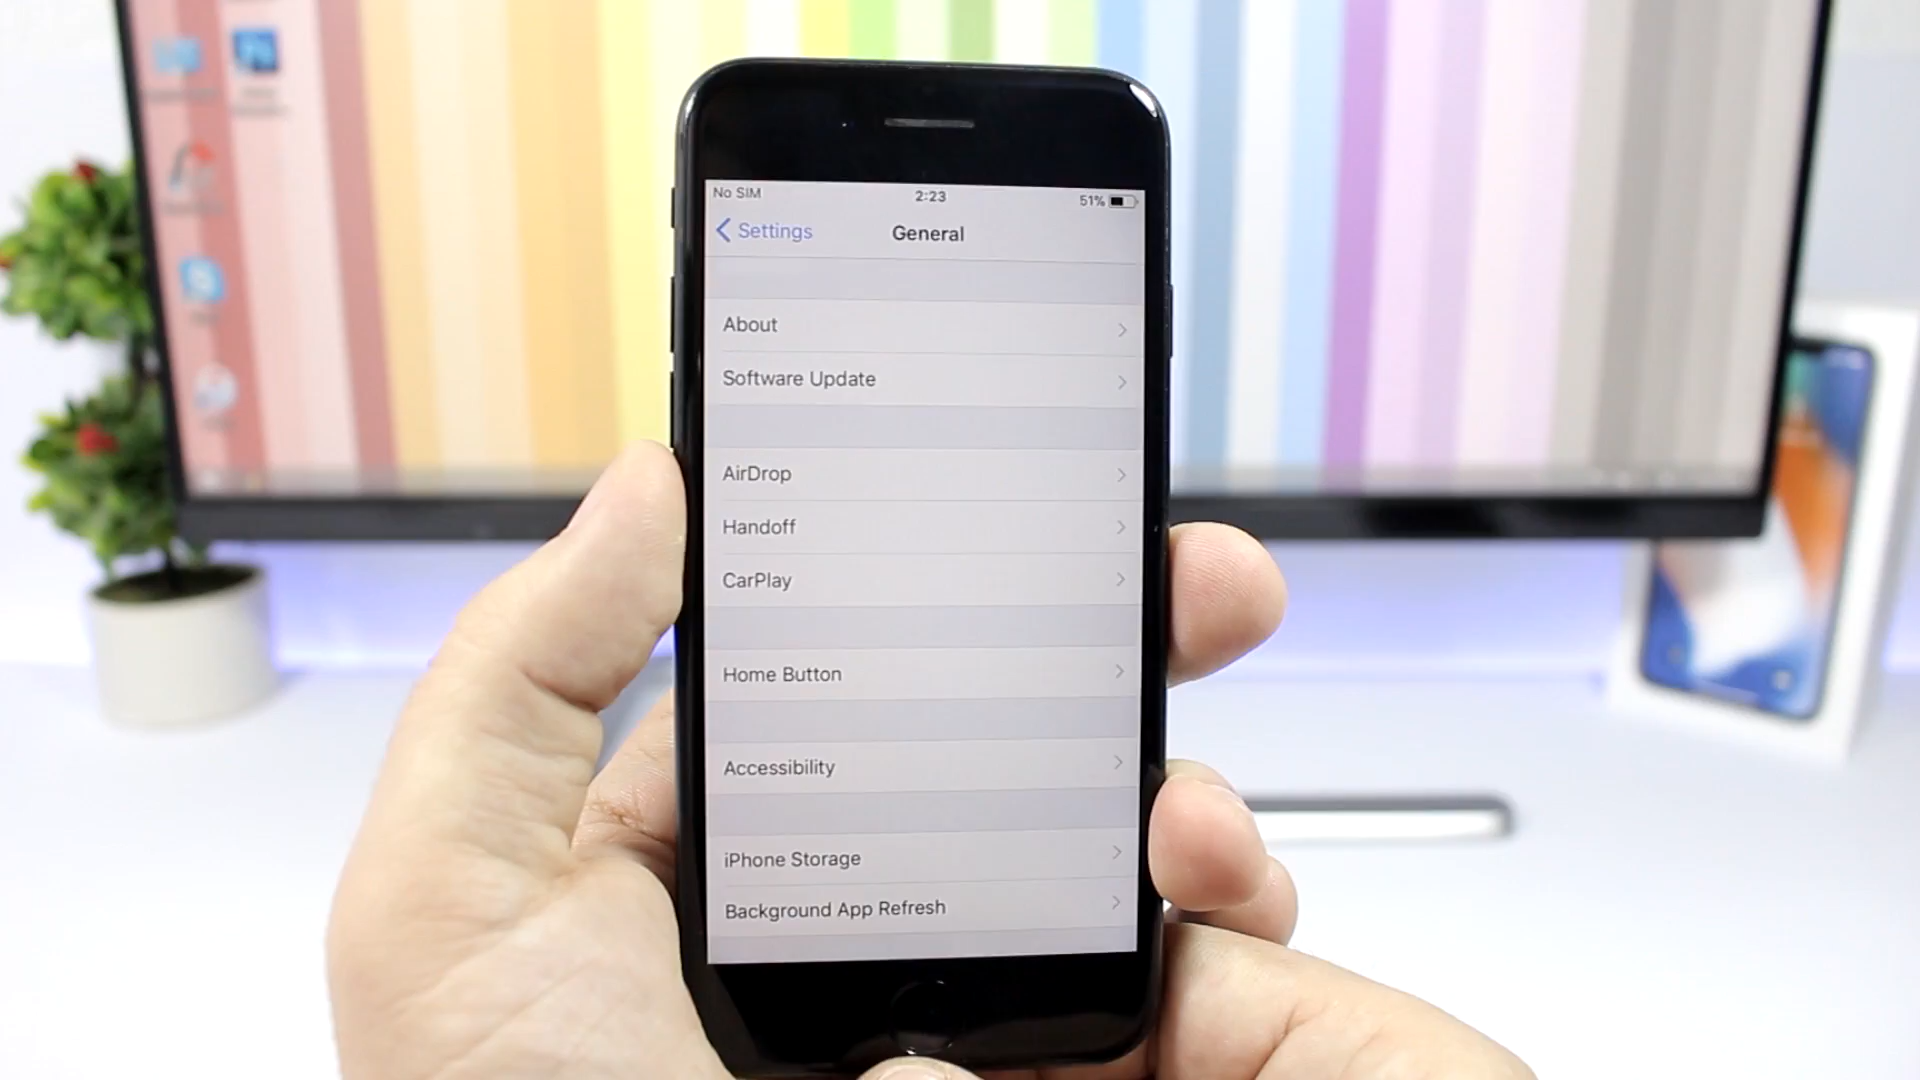 No SIM 2:23 51%
Settings General
About
Software Update
AirDrop
Handoff
CarPlay
Home Button
Accessibility
iPhone Storage
Background App Refresh